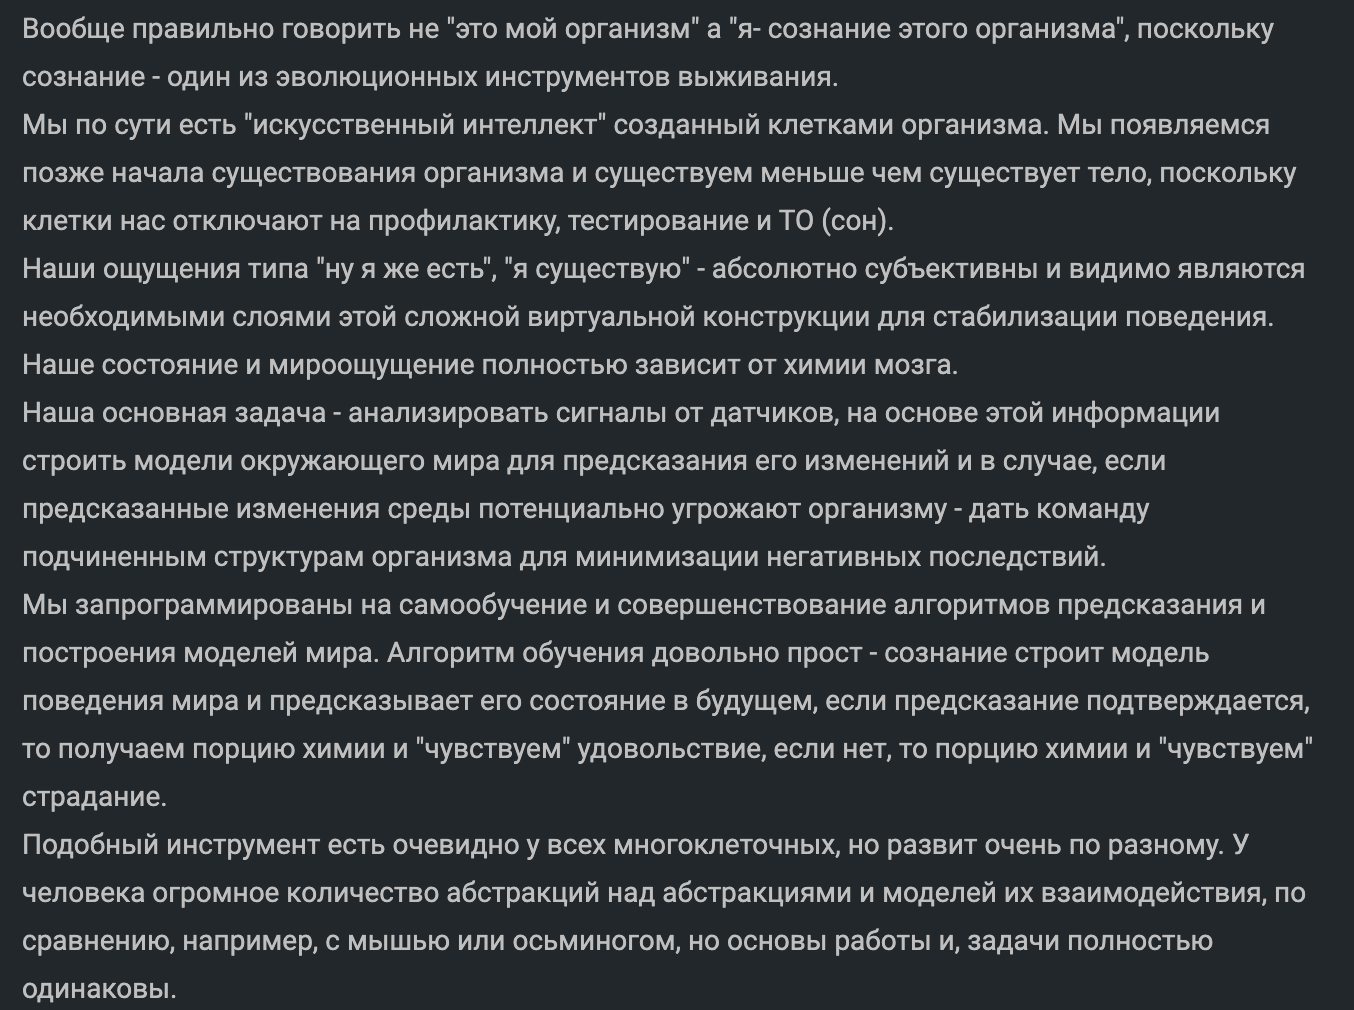 Вообще правильно говорить не "это мой организм" а "я- сознание этого организма", поскольку
сознание - один из эволюционных инструментов выживания.
Мы по сути есть "искусственный интеллект" созданный клетками организма. Мы появляемся
позже начала существования организма и существуем меньше чем существует тело, поскольку
клетки нас отключают на профилактику, тестирование и ТО (сон).
Наши ощущения типа "ну я же есть", "я существую" - абсолютно субъективны и видимо являются
необходимыми слоями этой сложной виртуальной конструкции для стабилизации поведения.
Наше состояние и мироощущение полностью зависит от химии мозга.
Наша основная задача - анализировать сигналы от датчиков, на основе этой информации
строить модели окружающего мира для предсказания его изменений и в случае, если
предсказанные изменения среды потенциально угрожают организму - дать команду
подчиненным структурам организма для минимизации негативных последствий.
Мы запрограммированы на самообучение и совершенствование алгоритмов предсказания и
построения моделей мира. Алгоритм обучения довольно прост - сознание строит модель
поведения мира и предсказывает его состояние в будущем, если предсказание подтверждается,
то получаем порцию химии и "чувствуем" удовольствие, если нет, то порцию химии и "чувствуем"
страдание.
Подобный инструмент есть очевидно у всех многоклеточных, но развит очень по разному. У
человека огромное количество абстракций над абстракциями и моделей их взаимодействия, по
сравнению, например, с мышью или осьминогом, но основы работы и, задачи полностью
одинаковы.